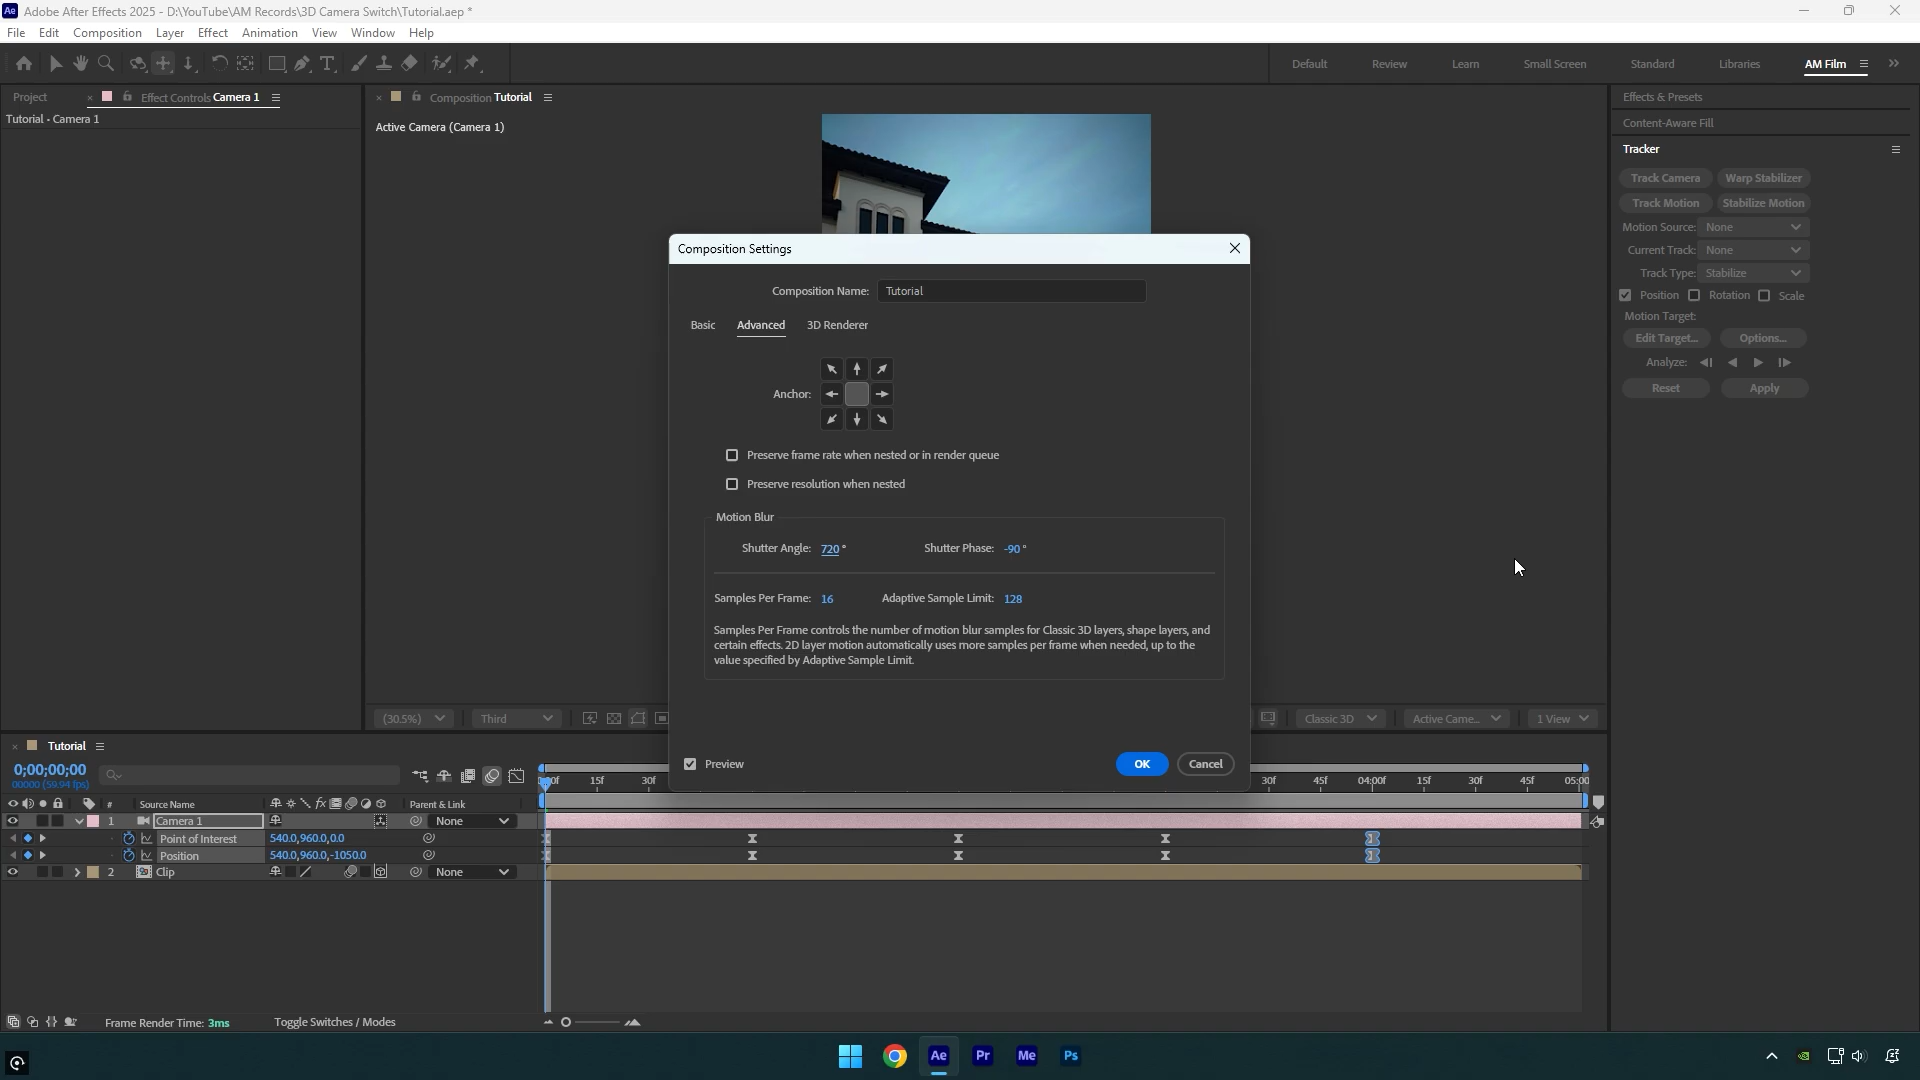 Adobe After Effects 2025 - D:\YouTube\AM Records\3D Camera Switch\Tutorial.aep *
File Edit Composition Layer Effect Animation View Window Help
Default Review Learn Small Screen Standard Libraries AM Film
Project Effect Controls Camera 1
Tutorial • Camera 1
Composition Tutorial
Active Camera (Camera 1)
Effects & Presets
Content-Aware Fill
Tracker
Track Camera Warp Stabilizer
Track Motion Stabilize Motion
Motion Source: None
Current Track: None
Track Type: Stabilize
Position Rotation Scale
Motion Target:
Edit Target... Options...
Analyze:
Reset Apply
Composition Settings
Composition Name: Tutorial
Basic Advanced 3D Renderer
Anchor:
Preserve frame rate when nested or in render queue
Preserve resolution when nested
Motion Blur
Shutter Angle: 720 ° Shutter Phase: -90 °
Samples Per Frame: 16 Adaptive Sample Limit: 128
Samples Per Frame controls the number of motion blur samples for Classic 3D layers, shape layers, and
certain effects. 2D layer motion automatically uses more samples per frame when needed, up to the
value specified by Adaptive Sample Limit.
Preview OK Cancel
(30.5%) Third Classic 3D Active Came... 1 View
Tutorial
0;00;00;00
00000 (59.94 fps)
15f 30f 30f 45f 04:00f 15f 30f 45f 05:00
# Source Name fx Parent & Link
1 Camera 1 None
Point of Interest 540.0,960.0,0.0
Position 540.0,960.0,-1050.0
2 Clip None
Frame Render Time: 3ms Toggle Switches / Modes
Ae Pr Me Ps